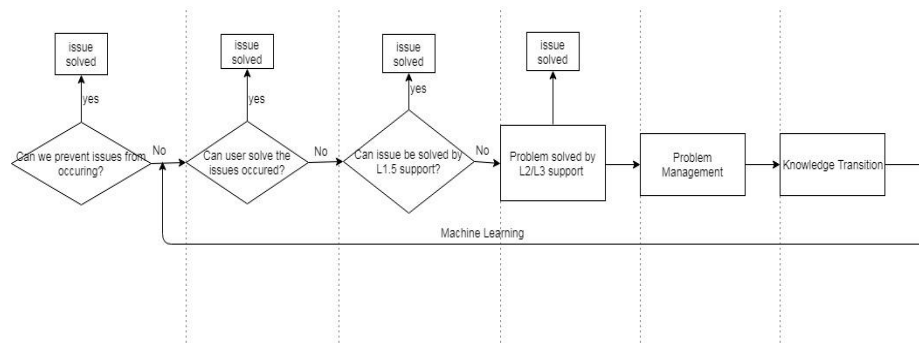 issue
solved
issue
solved
issue
solved
issue
solved
yes
yes
yes
Can we prevent issues from
occuring?
No
Can user solve the
issues occured?
No
Can issue be solved by
L1.5 support?
No
Problem solved by
L2/L3 support
Problem
Management
Knowledge Transition
Machine Learning